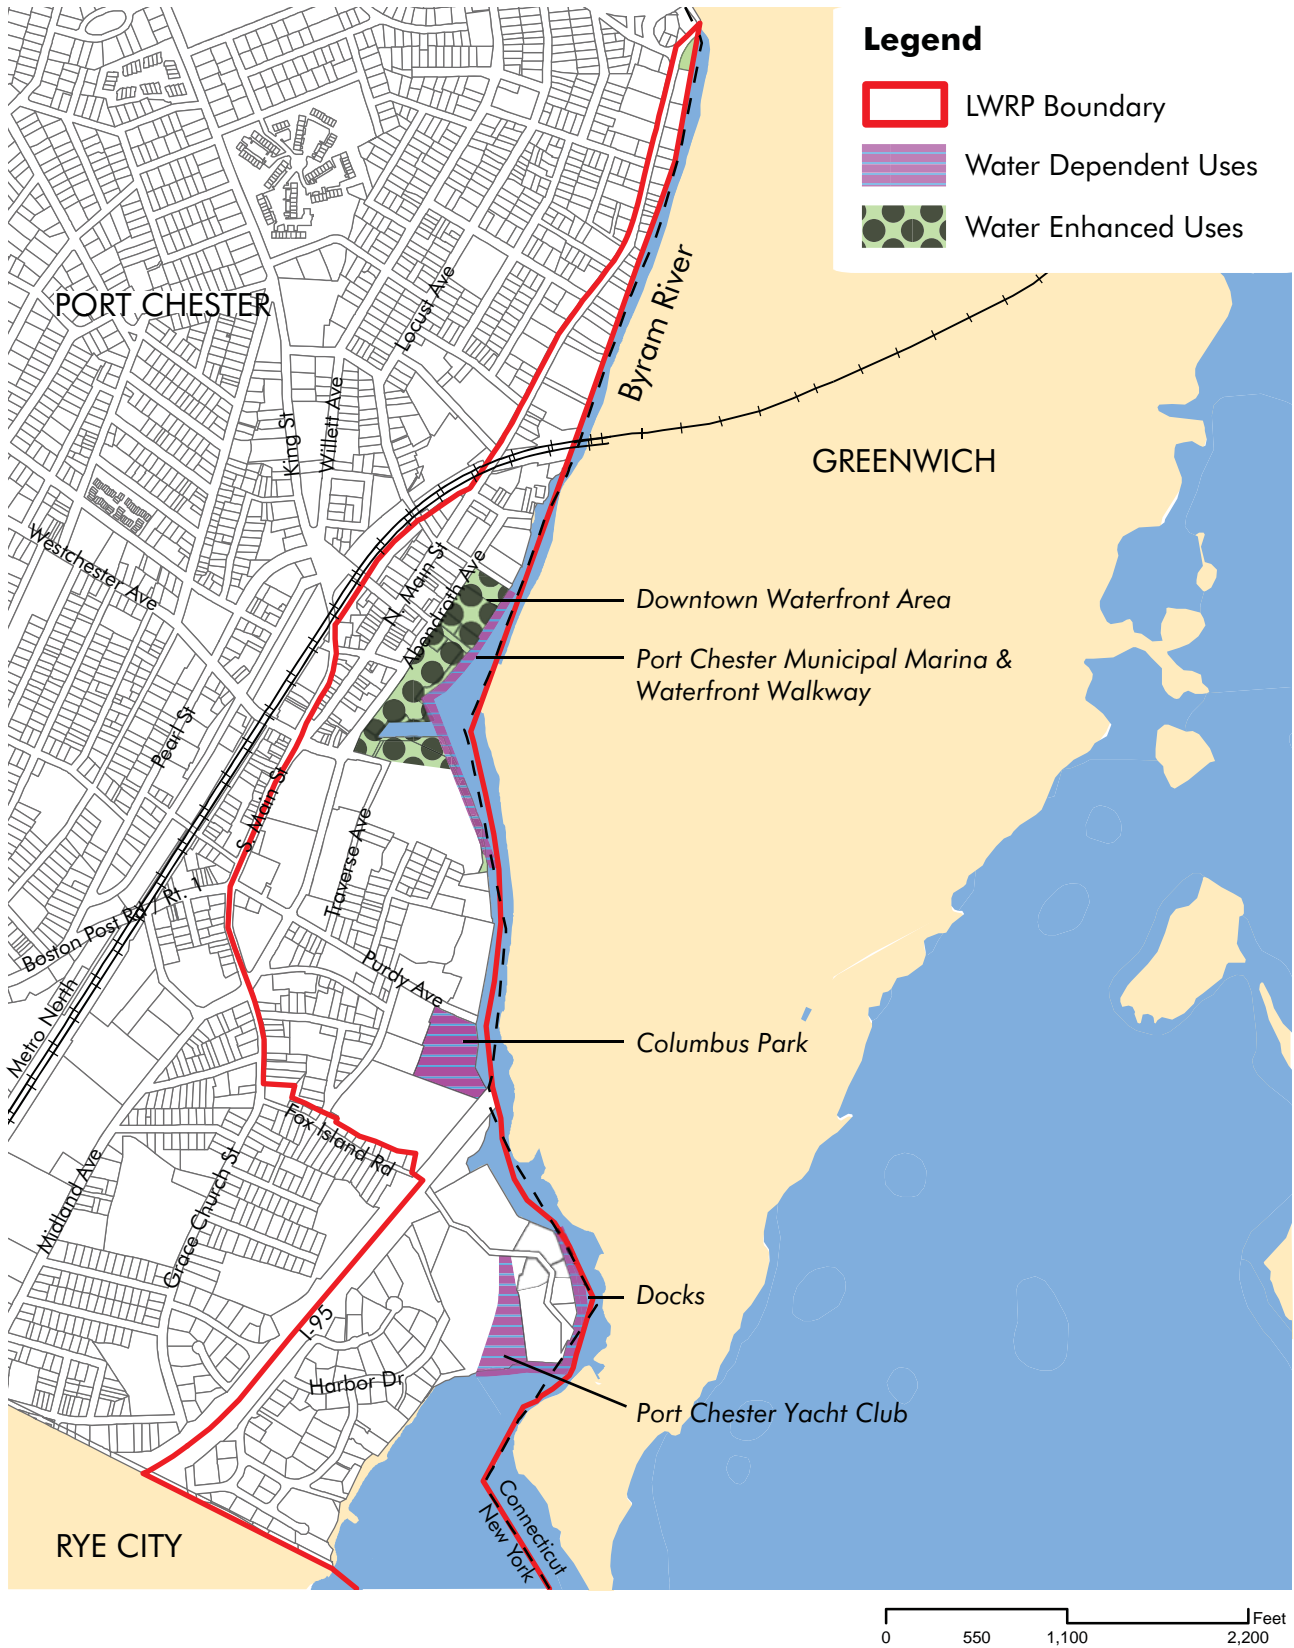 Legend
LWRP Boundary
Water Dependent Uses
Water Enhanced Uses
PORT CHESTER
Locust Ave
Byram River
King St
Willett Ave
GREENWICH
Westchester Ave
N. Main St
Abendroth Ave
Downtown Waterfront Area
Port Chester Municipal Marina &
Waterfront Walkway
Pearl St
S. Main St
Traverse Ave
Boston Post Rd / Rt. 1
Purdy Ave
Metro North
Columbus Park
Fox Island Rd
Midland Ave
Grace Church St
Docks
I-95
Harbor Dr
Port Chester Yacht Club
Connecticut
New York
RYE CITY
Feet
0 550 1,100 2,200